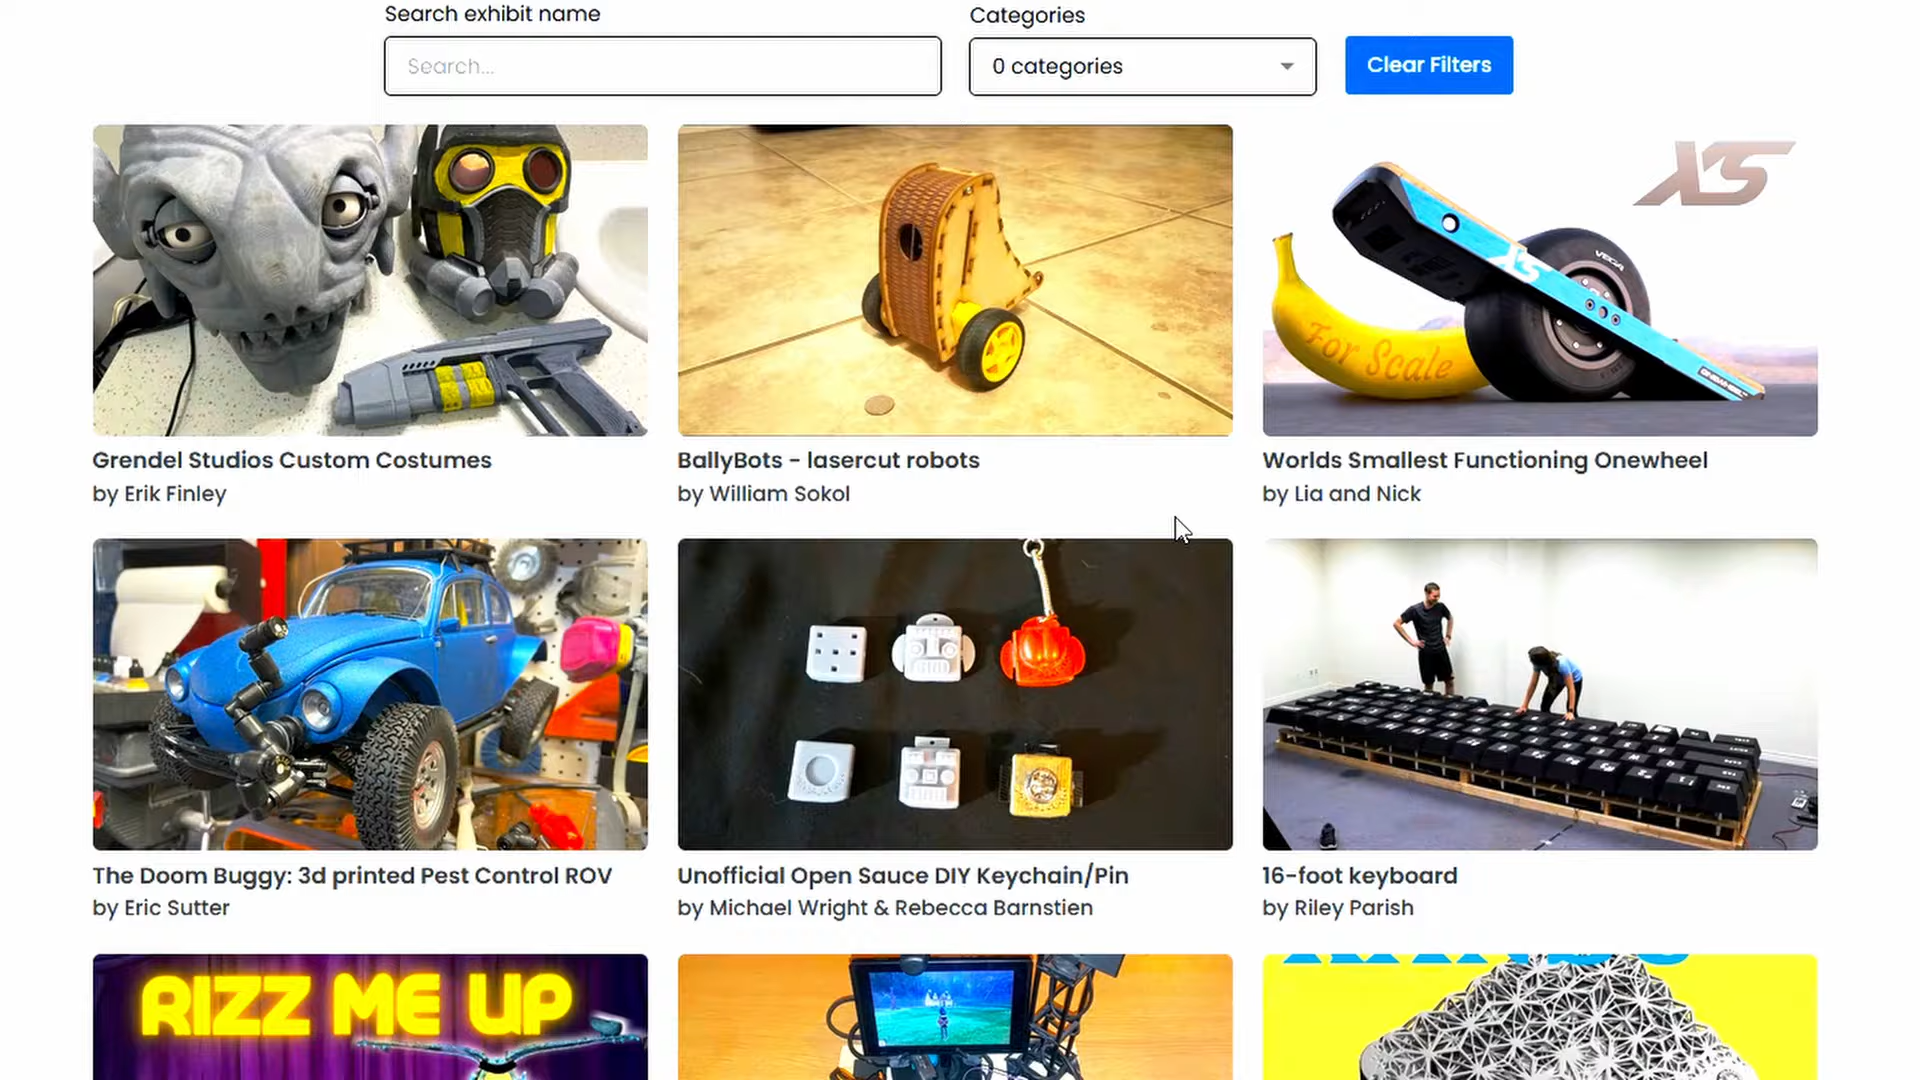 Search exhibit name
Categories
Search...
0 categories
Clear Filters
XS
VEGA
XS
For Scale
Grendel Studios Custom Costumes
by Erik Finley
BallyBots - lasercut robots
by William Sokol
Worlds Smallest Functioning Onewheel
by Lia and Nick
The Doom Buggy: 3d printed Pest Control ROV
by Eric Sutter
Unofficial Open Sauce DIY Keychain/Pin
by Michael Wright & Rebecca Barnstien
16-foot keyboard
by Riley Parish
RIZZ ME UP